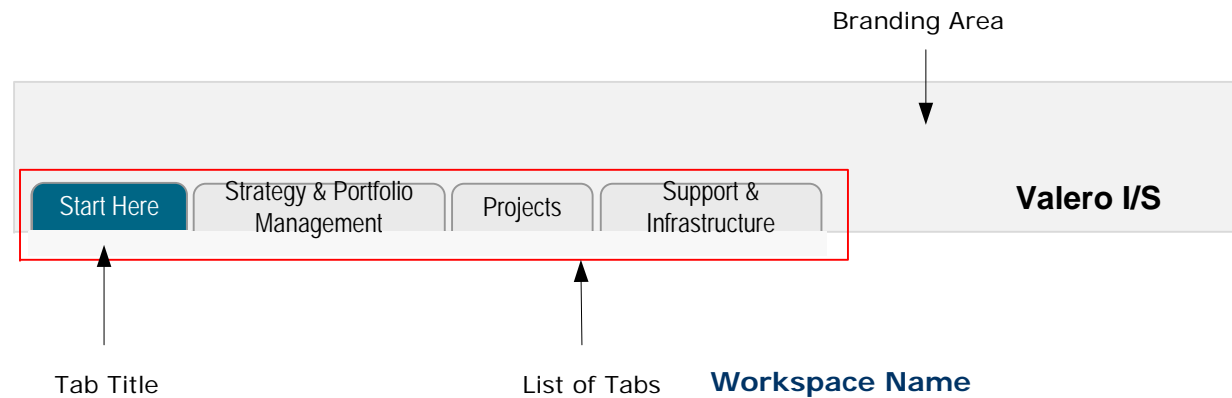 Branding Area
Start Here
Strategy & Portfolio
Management
Projects
Support &
Infrastructure
Valero I/S
Tab Title
List of Tabs
Workspace Name